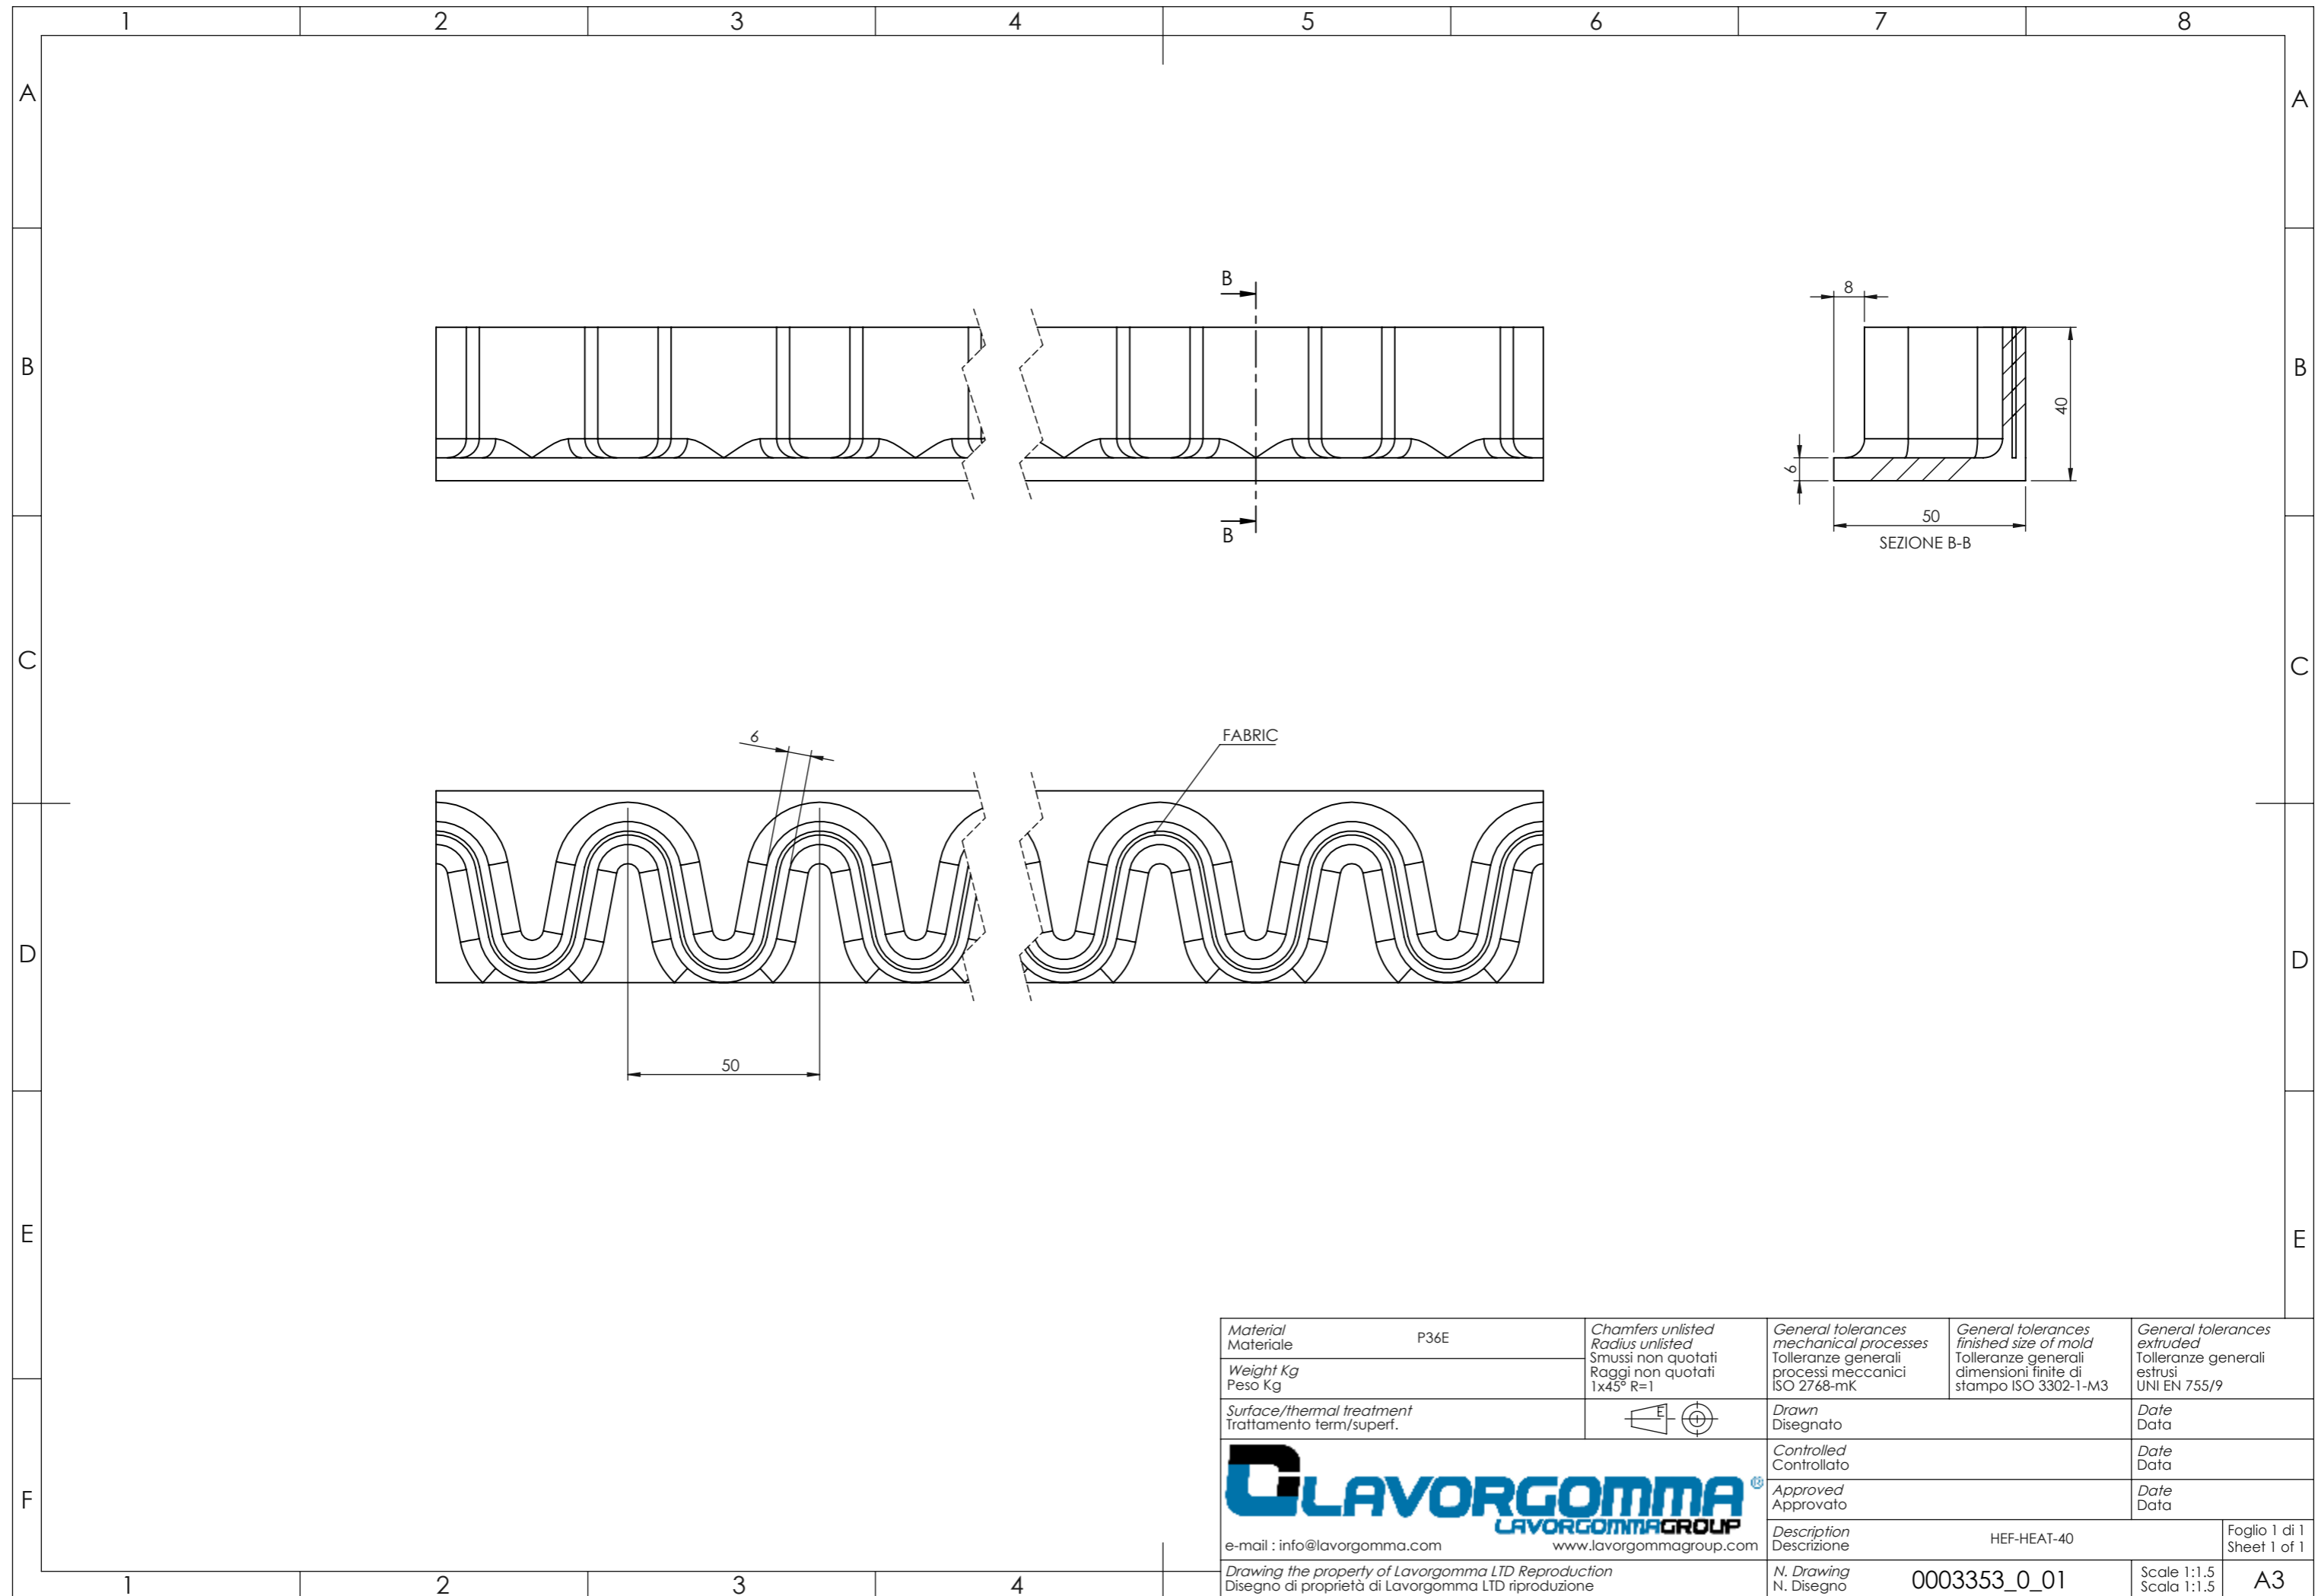 1 2 3 4 5 6 7 8
A A
B B
C C
D D
E E
F
B
B
8
40
6
50
SEZIONE B-B
6
FABRIC
50
Material
Materiale
P36E
Weight Kg
Peso Kg
Surface/thermal treatment
Trattamento term/superf.
Chamfers unlisted
Radius unlisted
Smussi non quotati
Raggi non quotati
1x45° R=1
E
General tolerances
mechanical processes
Tolleranze generali
processi meccanici
ISO 2768-mK
General tolerances
finished size of mold
Tolleranze generali
dimensioni finite di
stampo ISO 3302-1-M3
General tolerances
extruded
Tolleranze generali
estrusi
UNI EN 755/9
Drawn
Disegnato
Date
Data
Controlled
Controllato
Date
Data
Approved
Approvato
Date
Data
LAVORGOMMA ®
LAVORGOMMAGROUP
e-mail : info@lavorgomma.com www.lavorgommagroup.com
Description
Descrizione
HEF-HEAT-40
Foglio 1 di 1
Sheet 1 of 1
Drawing the property of Lavorgomma LTD Reproduction
Disegno di proprietà di Lavorgomma LTD riproduzione
N. Drawing
N. Disegno
0003353_0_01
Scale 1:1.5
Scala 1:1.5
A3
1 2 3 4